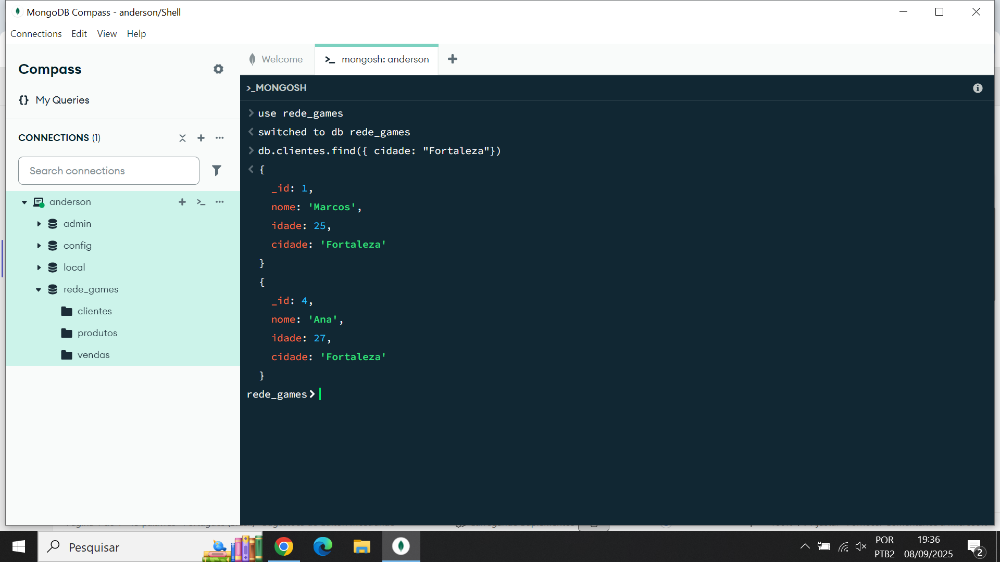 MongoDB Compass - anderson/Shell
Connections Edit View Help
Compass
{} My Queries
CONNECTIONS (1)
Search connections
anderson
admin
config
local
rede_games
clientes
produtos
vendas
Welcome
>_ mongosh: anderson
>_MONGOSH
> use rede_games
< switched to db rede_games
> db.clientes.find({ cidade: "Fortaleza"})
< {
_id: 1,
nome: 'Marcos',
idade: 25,
cidade: 'Fortaleza'
}
{
_id: 4,
nome: 'Ana',
idade: 27,
cidade: 'Fortaleza'
}
rede_games>
Pesquisar
POR
PTB2
19:36
08/09/2025
2